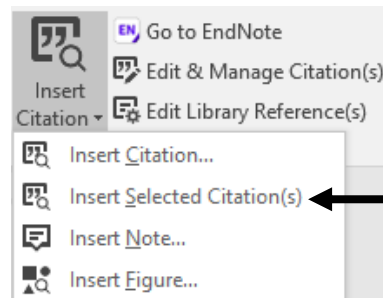 EN Go to EndNote
Edit & Manage Citation(s)
Insert
Citation
Edit Library Reference(s)
Insert Citation...
Insert Selected Citation(s)
Insert Note...
Insert Figure...